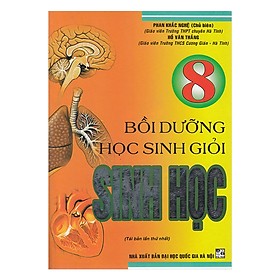 PHAN KHẮC NGHỆ (Chủ biên)
(Giáo viên Trường THPT chuyên Hà Tĩnh)
HỒ VĂN THẮNG
(Giáo viên Trường THCS Cương Gián - Hà Tĩnh)
8
BỒI DƯỠNG
HỌC SINH GIỎI
SINH HỌC
(Tái bản lần thứ nhất)
NHÀ XUẤT BẢN ĐẠI HỌC QUỐC GIA HÀ NỘI